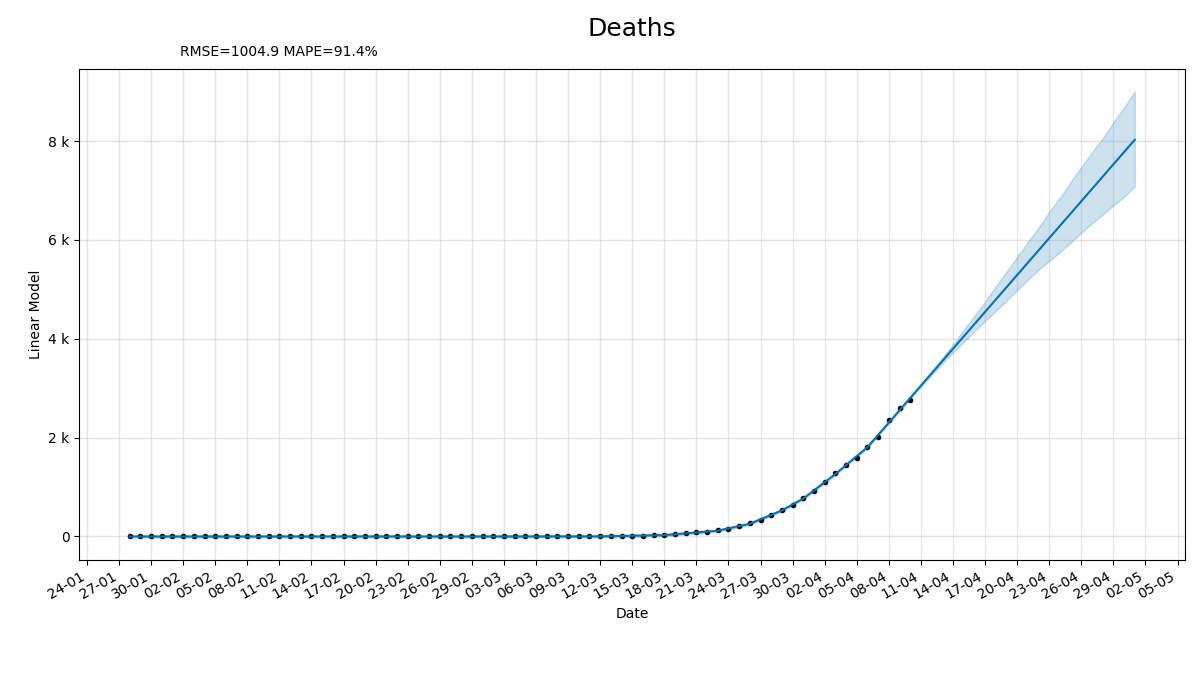 Deaths
RMSE=1004.9 MAPE=91.4%
8 k
6 k
4 k
2 k
0
Linear Model
24-01 27-01 30-01 02-02 05-02 08-02 11-02 14-02 17-02 20-02 23-02 26-02 29-02 03-03 06-03 09-03 12-03 15-03 18-03 21-03 24-03 27-03 30-03 02-04 05-04 08-04 11-04 14-04 17-04 20-04 23-04 26-04 29-04 02-05 05-05
Date